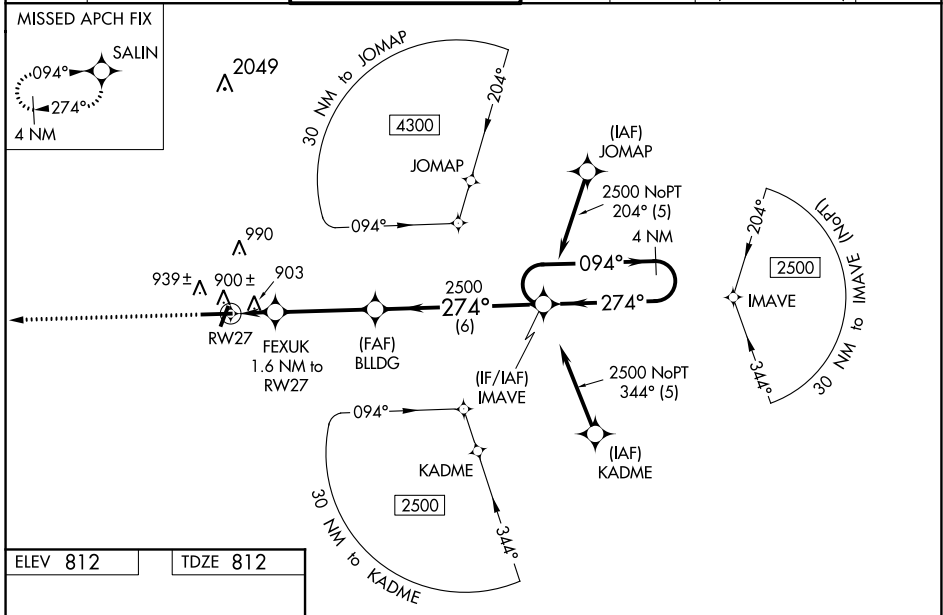 MISSED APCH FIX
SALIN
094°
274°
4 NM
2049
30 NM to JOMAP
204°
4300
JOMAP
094°
(IAF)
JOMAP
2500 NoPT
204° (5)
4 NM
094°
274°
204°
30 NM to IMAVE (NoPT)
2500
IMAVE
344°
990
939±
900±
903
2500
274°
(6)
RW27
FEXUK
1.6 NM to
RW27
(FAF)
BLLDG
(IF/IAF)
IMAVE
2500 NoPT
344° (5)
(IAF)
KADME
094°
KADME
2500
344°
30 NM to KADME
ELEV 812
TDZE 812